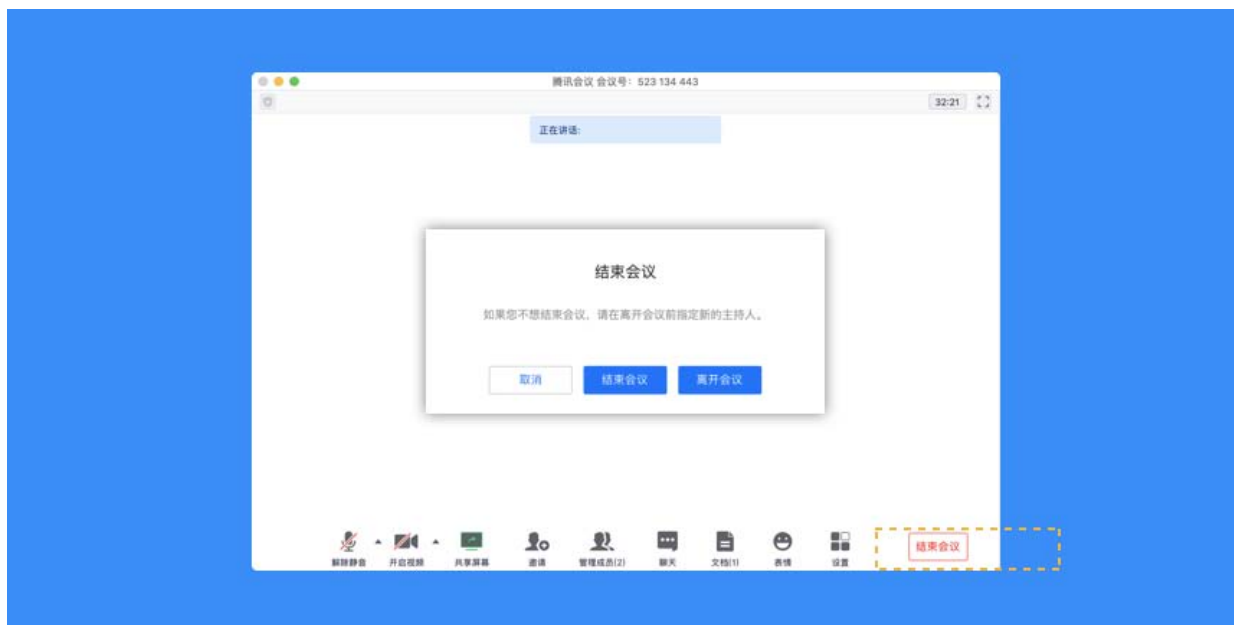 腾讯会议 会议号：523 134 443
32:21
正在讲话:
结束会议
如果您不想结束会议，请在离开会议前指定新的主持人。
取消 结束会议 离开会议
解除静音 开启视频 共享屏幕 邀请 管理成员(2) 聊天 文档(1) 表情 设置 结束会议